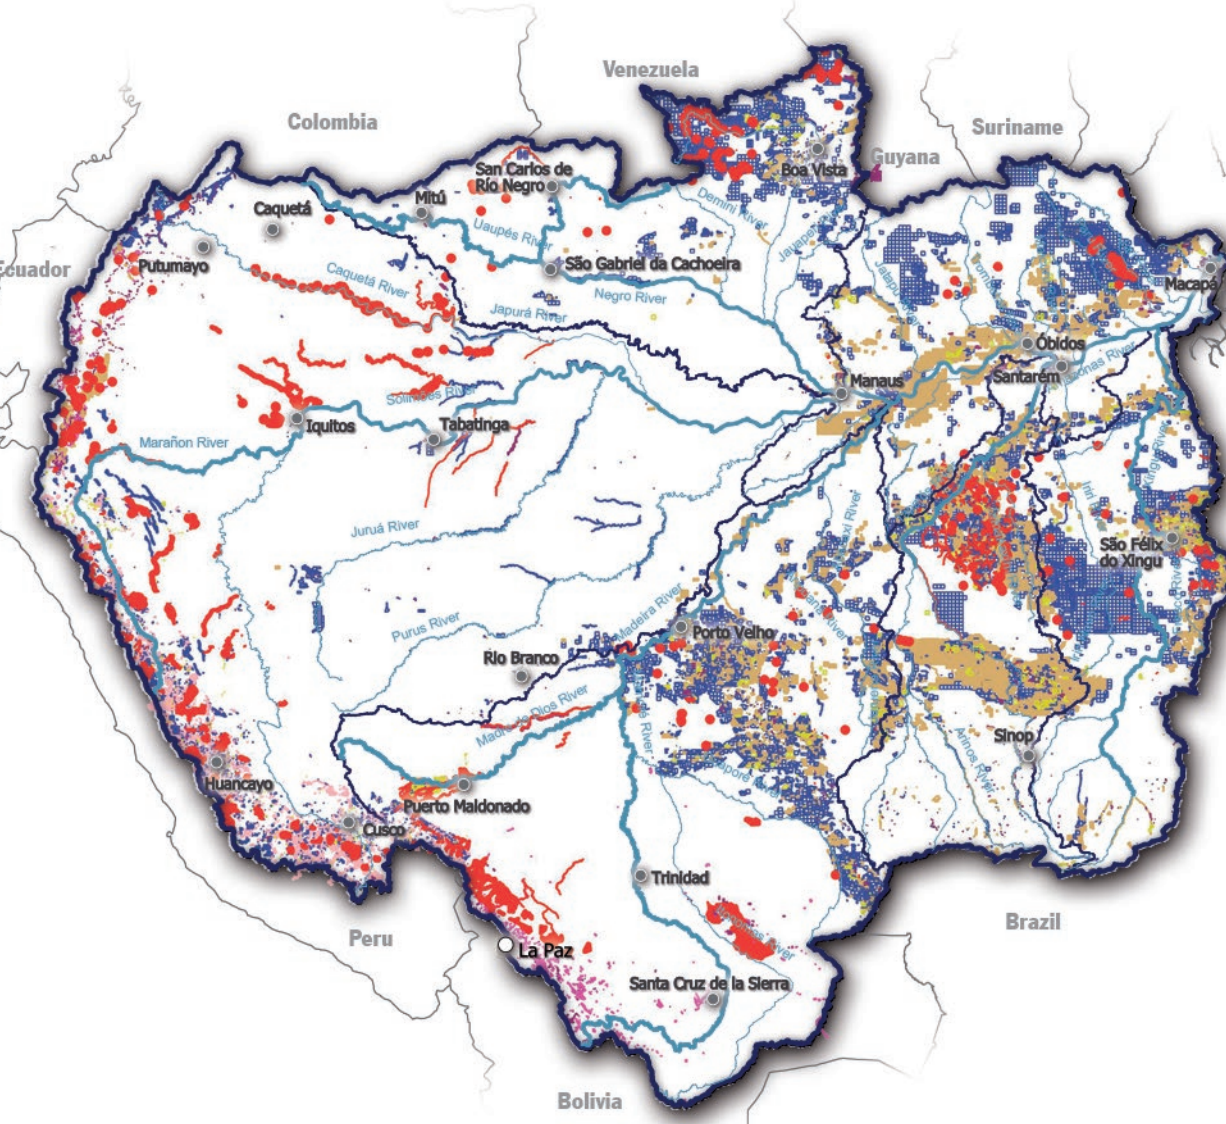 Venezuela
Colombia
Suriname
Guyana
San Carlos de
Río Negro
Boa Vista
Mitú
Demini River
Caquetá
Uaupés River
Ecuador
Putumayo
Caquetá River
São Gabriel da Cachoeira
Macapá
Negro River
Japurá River
Óbidos
Santarém
Manaus
Solimões River
Iquitos
Tabatinga
Marañon River
Juruá River
Iriri
São Félix
do Xingu
Purus River
Madeira River
Porto Velho
Rio Branco
Madre de Dios River
Sinop
Arinos River
Huancayo
Puerto Maldonado
Cusco
Trinidad
Brazil
Peru
La Paz
Santa Cruz de la Sierra
Bolivia